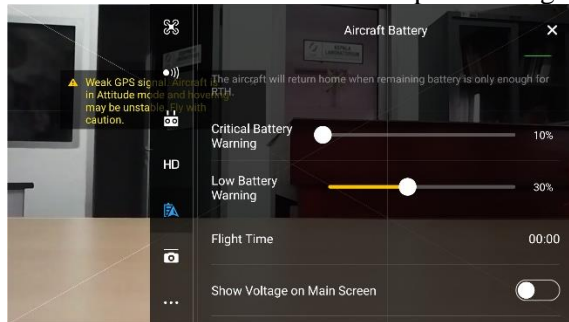 Aircraft Battery
Weak GPS signal. Aircraft
in Attitude mode and hovering
may be unstable. Fly with
caution.
The aircraft will return home when remaining battery is only enough for
RTH.
Critical Battery
Warning
10%
HD
Low Battery
Warning
30%
Flight Time
00:00
Show Voltage on Main Screen